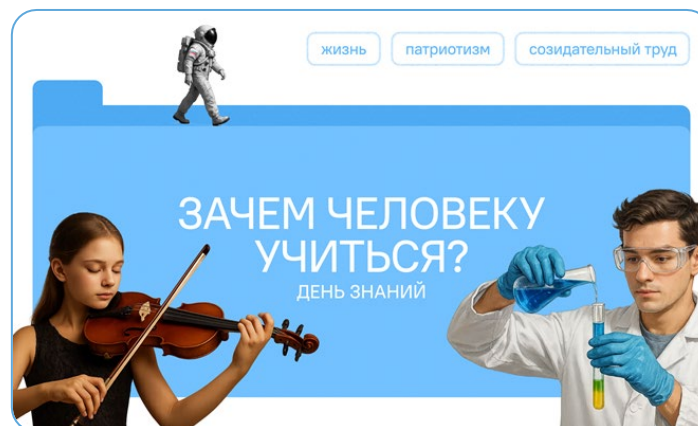 жизнь патриотизм созидательный труд
ЗАЧЕМ ЧЕЛОВЕКУ
УЧИТЬСЯ?
ДЕНЬ ЗНАНИЙ